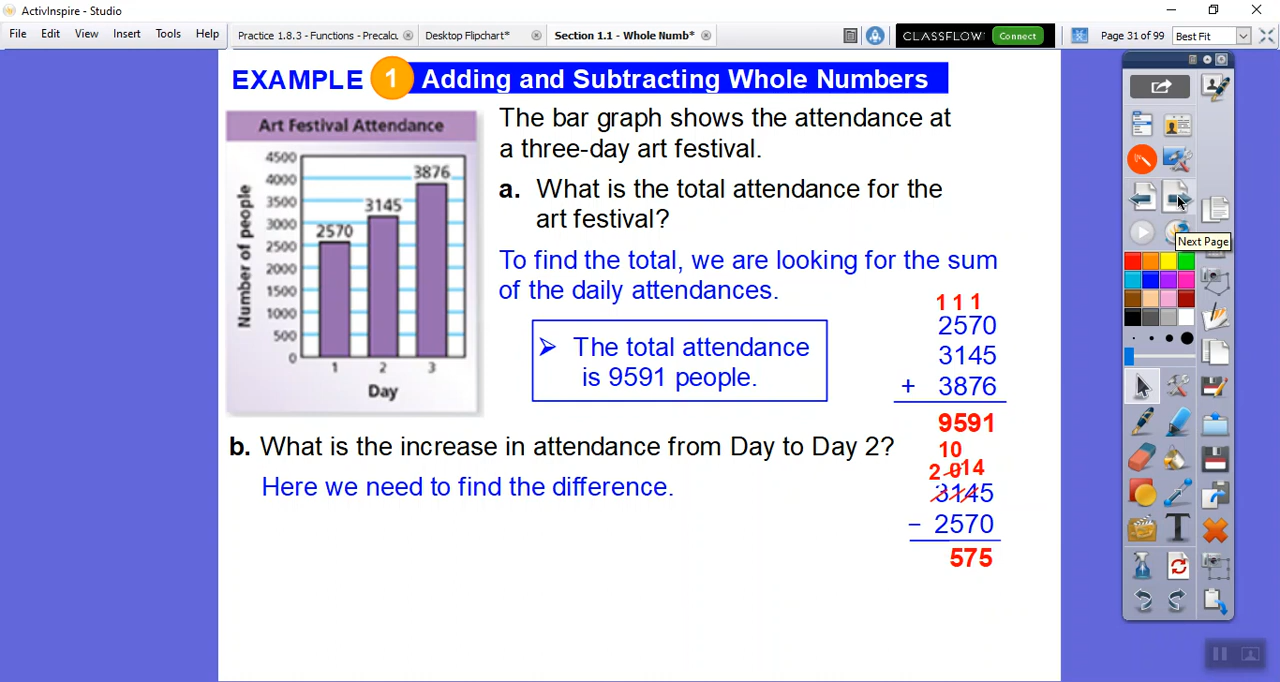 ActivInspire - Studio
File Edit View Insert Tools Help
Practice 1.8.3 - Functions - Precalc
Desktop Flipchart*
Section 1.1 - Whole Numb*
CLASSFLOW Connect
Page 31 of 99
Best Fit
EXAMPLE 1 Adding and Subtracting Whole Numbers
Art Festival Attendance
4500
4000
3500
3000
2500
2000
1500
1000
500
0
Number of people
2570
3145
3876
1 2 3
Day
The bar graph shows the attendance at
a three-day art festival.
a. What is the total attendance for the
art festival?
To find the total, we are looking for the sum
of the daily attendances.
➢ The total attendance
is 9591 people.
1 1 1
2570
3145
+ 3876
9591
b. What is the increase in attendance from Day to Day 2?
Here we need to find the difference.
10
2 0 14
3145
− 2570
575
Next Page